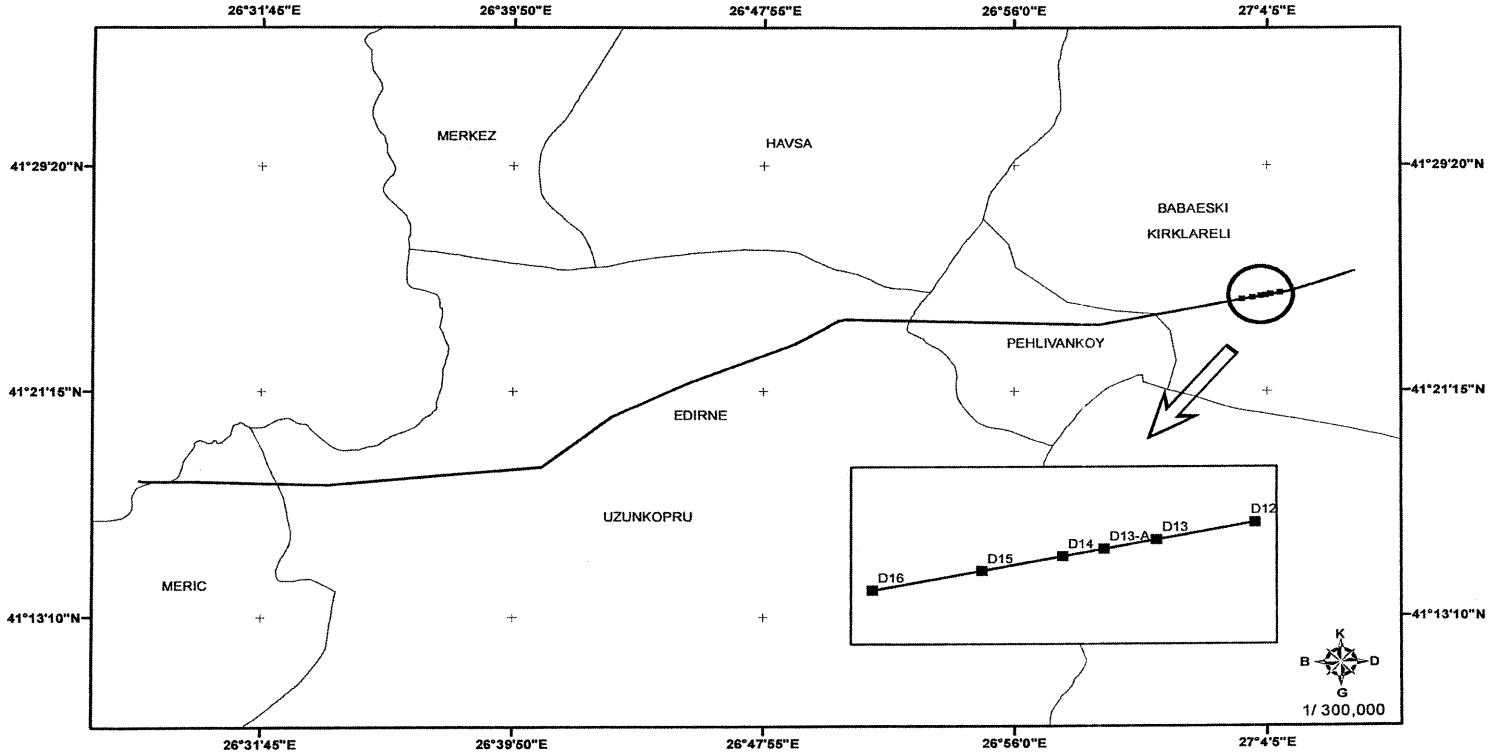 26°31'45"E 26°39'50"E 26°47'55"E 26°56'0"E 27°4'5"E
MERKEZ
HAVSA
41°29'20"N 41°29'20"N
BABAESKI
KIRKLARELI
PEHLIVANKOY
41°21'15"N 41°21'15"N
EDIRNE
UZUNKOPRU
D12
D13
D13-A
D14
D15
D16
MERIC
41°13'10"N 41°13'10"N
K
B D
G
1/ 300,000
26°31'45"E 26°39'50"E 26°47'55"E 26°56'0"E 27°4'5"E